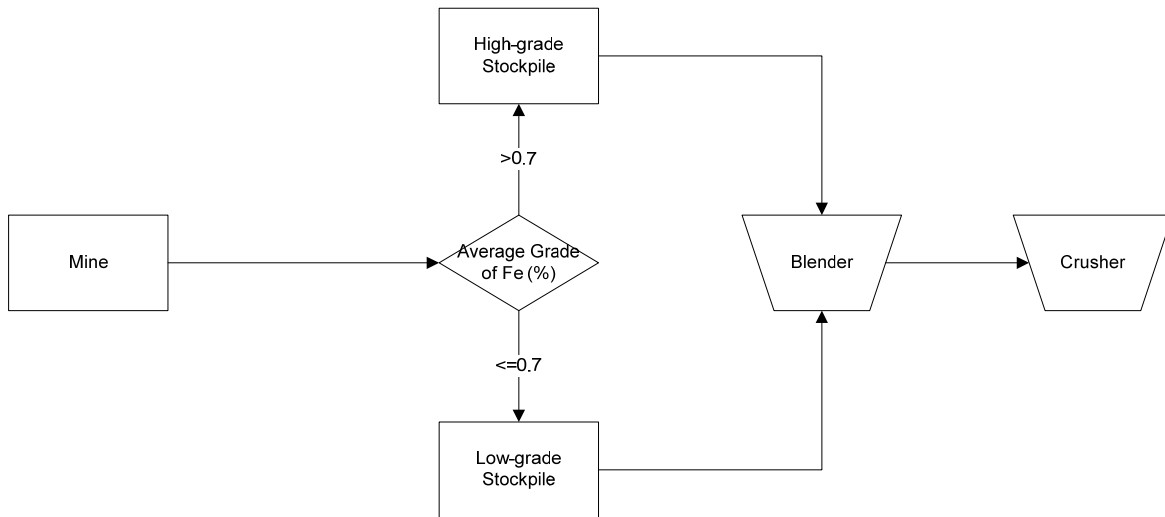 High-grade
Stockpile
>0.7
Mine
Average Grade
of Fe (%)
Blender
Crusher
<=0.7
Low-grade
Stockpile